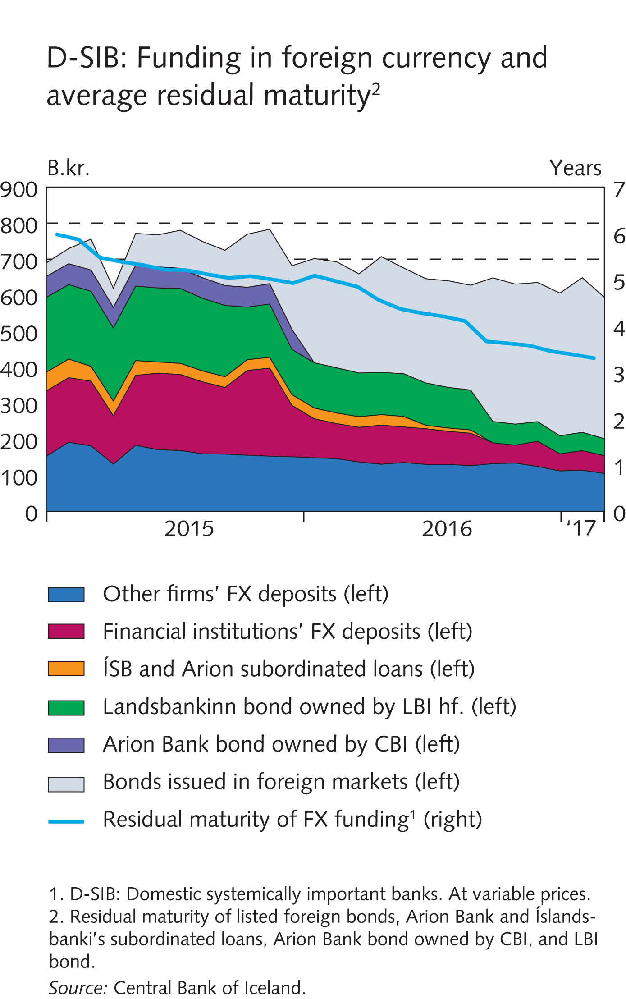 D-SIB: Funding in foreign currency and
average residual maturity²
B.kr.
Years
900
800
700
600
500
400
300
200
100
0
7
6
5
4
3
2
1
0
2015
2016
‘17
Other firms’ FX deposits (left)
Financial institutions’ FX deposits (left)
ÍSB and Arion subordinated loans (left)
Landsbankinn bond owned by LBI hf. (left)
Arion Bank bond owned by CBI (left)
Bonds issued in foreign markets (left)
Residual maturity of FX funding¹ (right)
1. D-SIB: Domestic systemically important banks. At variable prices.
2. Residual maturity of listed foreign bonds, Arion Bank and Íslands-
banki’s subordinated loans, Arion Bank bond owned by CBI, and LBI
bond.
Source: Central Bank of Iceland.